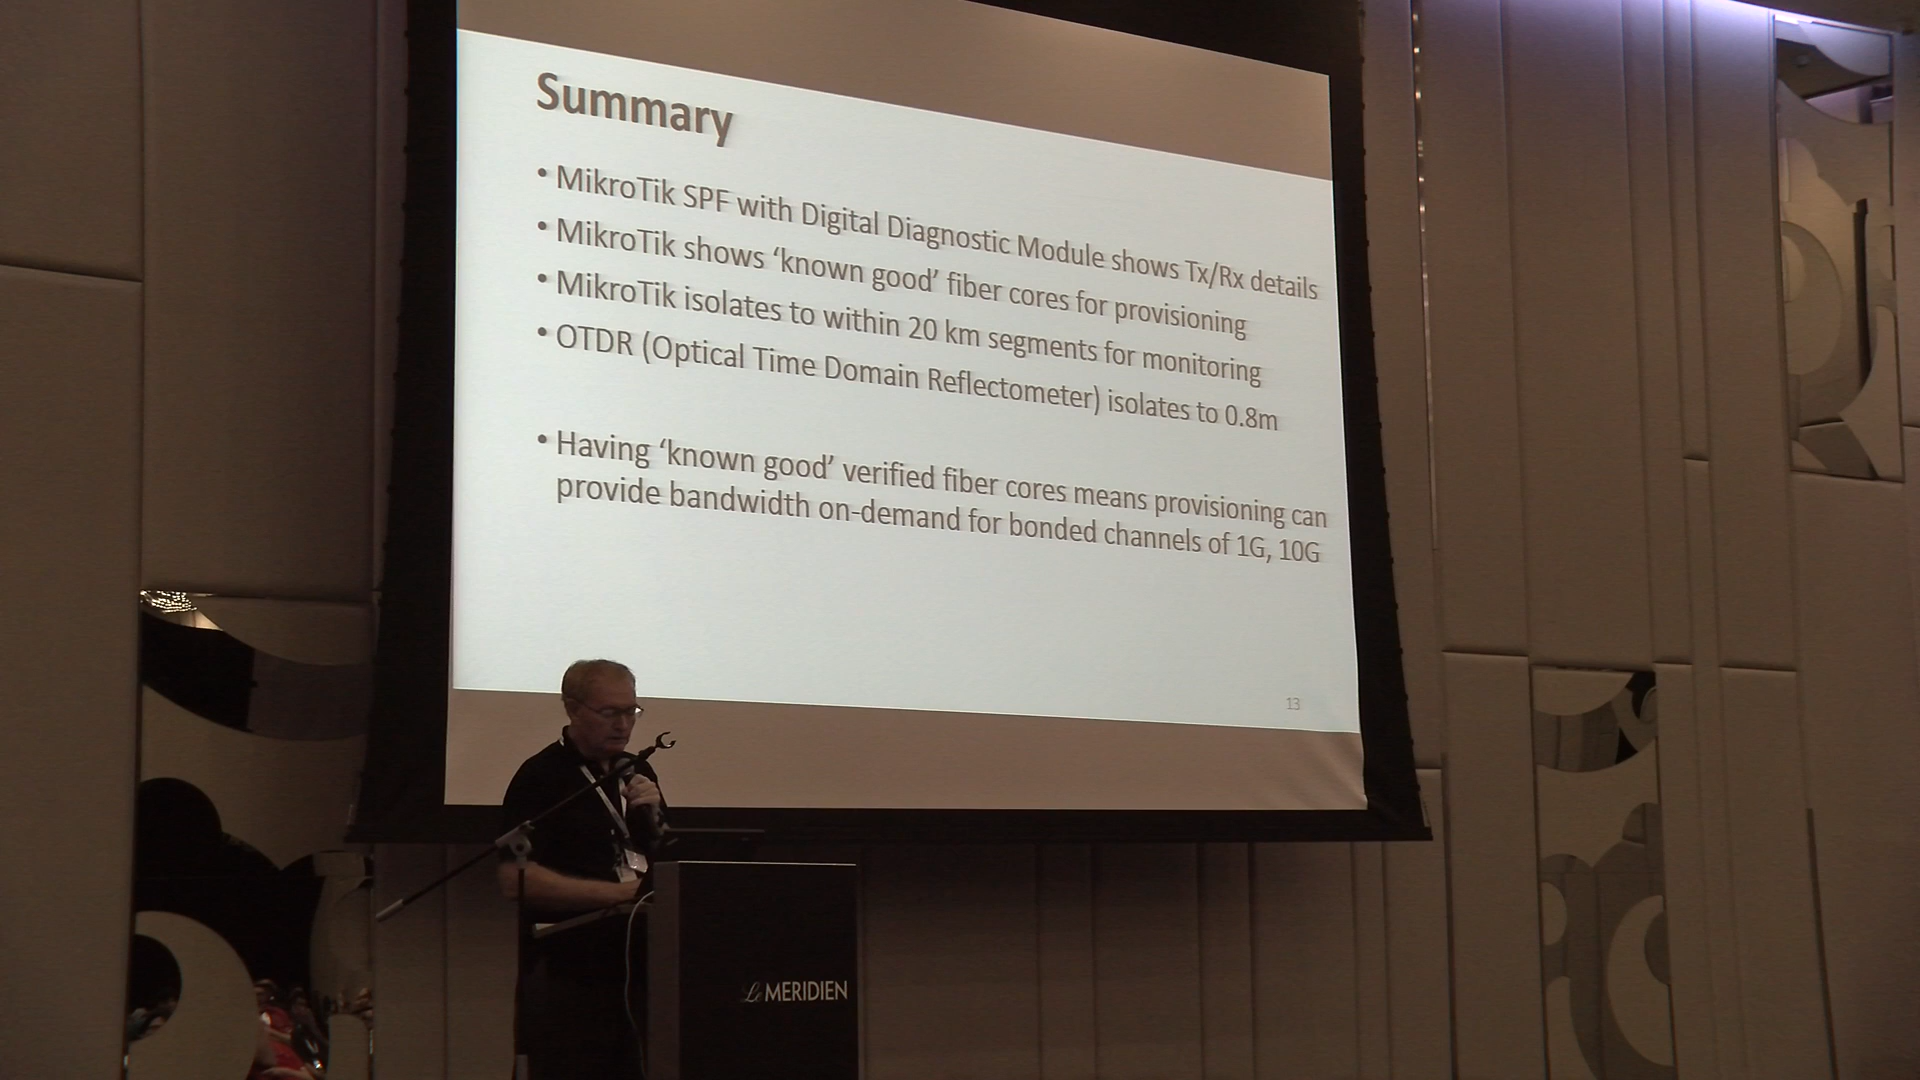 Summary
• MikroTik SPF with Digital Diagnostic Module shows Tx/Rx details
• MikroTik shows ‘known good’ fiber cores for provisioning
• MikroTik isolates to within 20 km segments for monitoring
• OTDR (Optical Time Domain Reflectometer) isolates to 0.8m
• Having ‘known good’ verified fiber cores means provisioning can
provide bandwidth on-demand for bonded channels of 1G, 10G
13
Le MERIDIEN